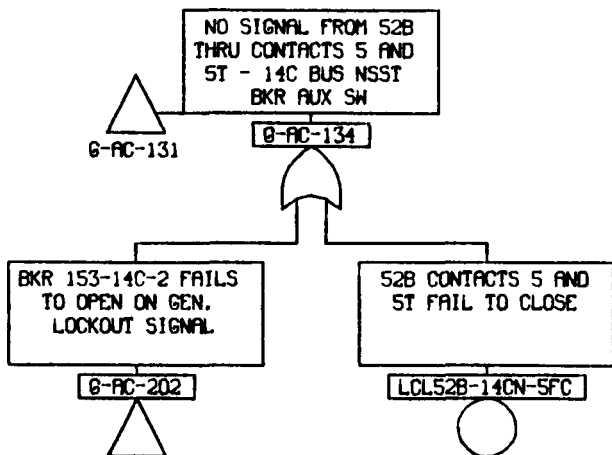 NO SIGNAL FROM 52B
THRU CONTACTS 5 AND
5T - 14C BUS NSST
BKR AUX SW
G-AC-131
G-AC-134
BKR 153-14C-2 FAILS
TO OPEN ON GEN.
LOCKOUT SIGNAL
G-AC-202
52B CONTACTS 5 AND
5T FAIL TO CLOSE
LCL52B-14CN-5FC